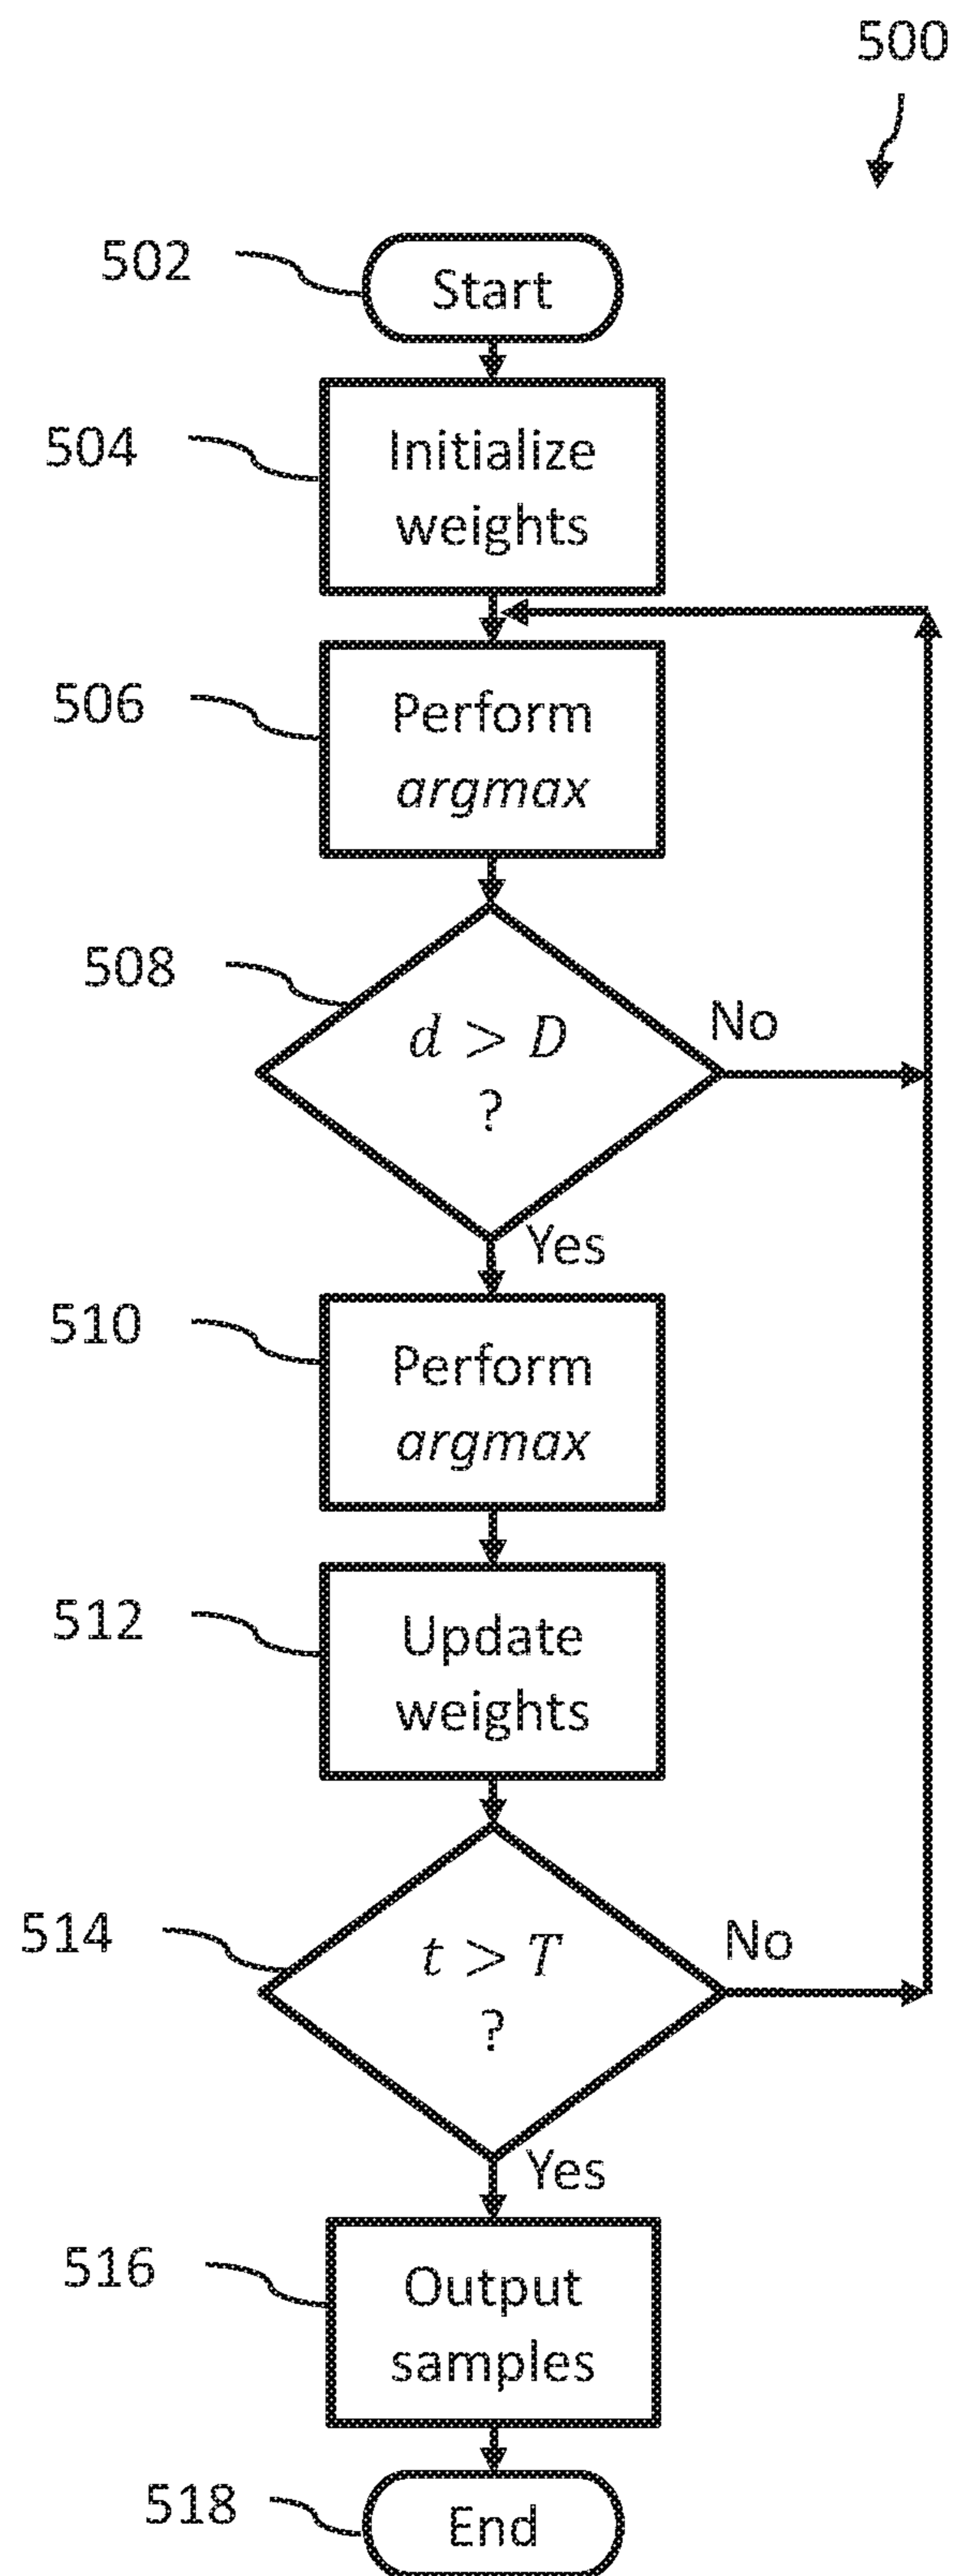 500
502
Start
504
Initialize
weights
506
Perform
argmax
508
d > D
?
No
Yes
510
Perform
argmax
512
Update
weights
514
t > T
?
No
Yes
516
Output
samples
518
End